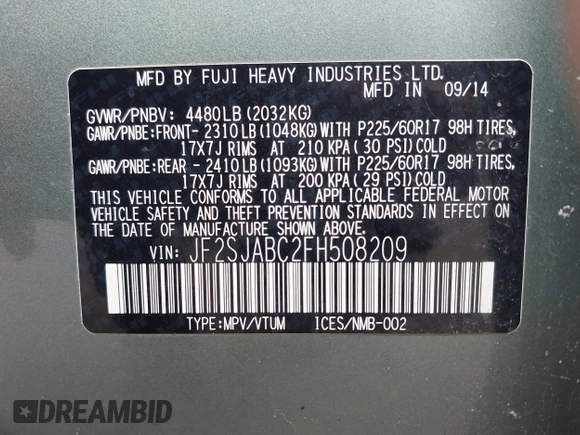 MFD BY FUJI HEAVY INDUSTRIES LTD.
MFD IN 09/14
GVWR/PNBV: 4480LB (2032KG)
GAWR/PNBE:FRONT- 2310LB(1048KG)WITH P225/60R17 98H TIRES,
17X7J RIMS AT 210 KPA ( 30 PSI)COLD
GAWR/PNBE:REAR - 2410LB(1093KG)WITH P225/60R17 98H TIRES,
17X7J RIMS AT 200 KPA ( 29 PSI)COLD
THIS VEHICLE CONFORMS TO ALL APPLICABLE FEDERAL MOTOR
VEHICLE SAFETY AND THEFT PREVENTION STANDARDS IN EFFECT
ON THE DATE OF MANUFACTURE SHOWN ABOVE.
VIN: JF2SJABC2FH508209
TYPE:MPV/VTUM ICES/NMB-002
DREAMBID